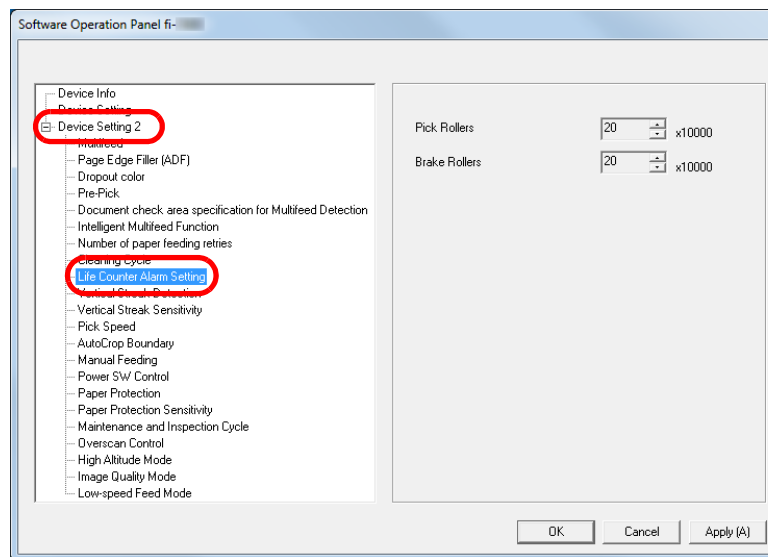 Software Operation Panel fi-
Device Info
Device Setting
Device Setting 2
Multifeed
Page Edge Filler (ADF)
Dropout color
Pre-Pick
Document check area specification for Multifeed Detection
Intelligent Multifeed Function
Number of paper feeding retries
Cleaning Cycle
Life Counter Alarm Setting
Vertical Streak Detection
Vertical Streak Sensitivity
Pick Speed
AutoCrop Boundary
Manual Feeding
Power SW Control
Paper Protection
Paper Protection Sensitivity
Maintenance and Inspection Cycle
Overscan Control
High Altitude Mode
Image Quality Mode
Low-speed Feed Mode
Pick Rollers 20 x10000
Brake Rollers 20 x10000
OK Cancel Apply (A)